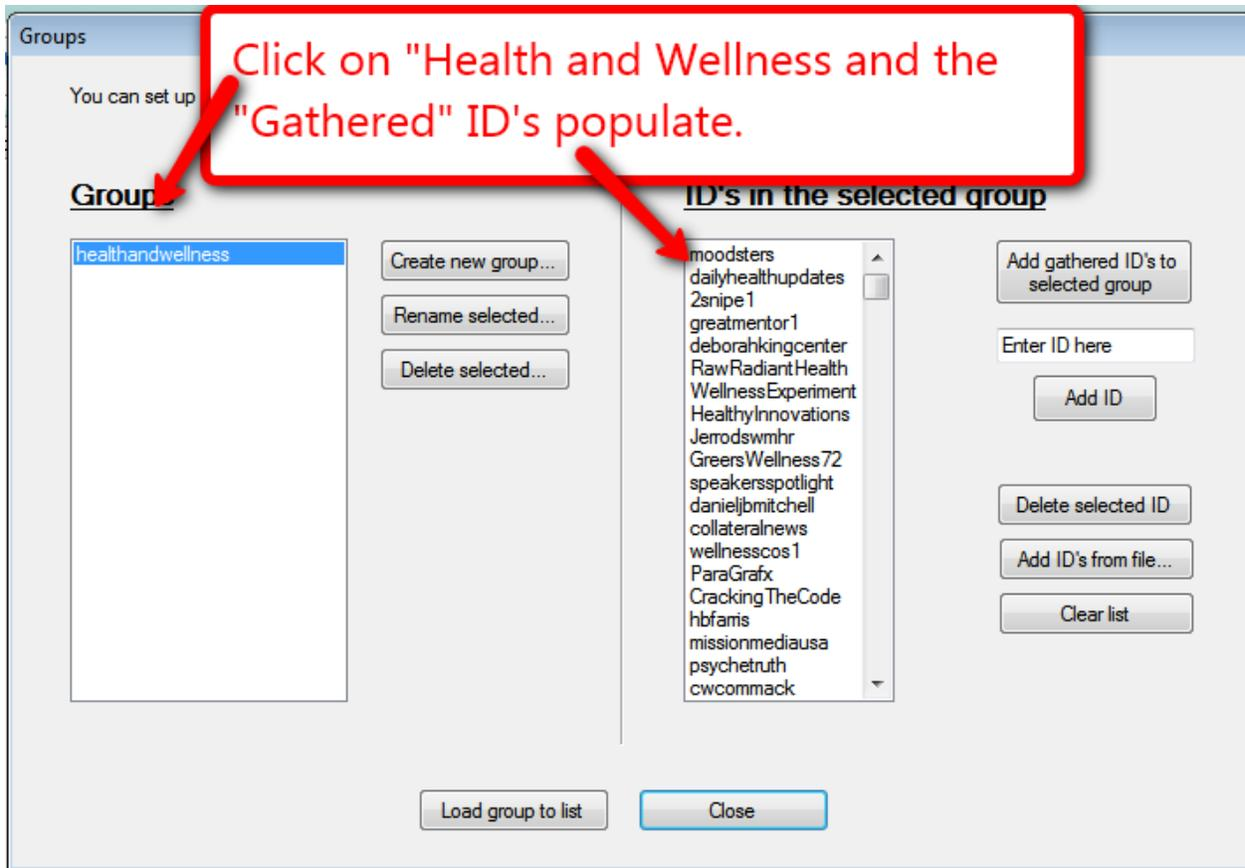 Groups
Click on "Health and Wellness and the
"Gathered" ID's populate.
You can set up
Groups
ID's in the selected group
healthandwellness
Create new group...
Rename selected...
Delete selected...
moodsters
dailyhealthupdates
2snipe1
greatmentor1
deborahkingcenter
RawRadiantHealth
WellnessExperiment
HealthyInnovations
Jerrodswmhr
GreersWellness72
speakersspotlight
danieljbmitchell
collateralnews
wellnesscos1
ParaGrafx
CrackingTheCode
hbfarris
missionmediausa
psychetruth
cwcommack
Add gathered ID's to
selected group
Enter ID here
Add ID
Delete selected ID
Add ID's from file...
Clear list
Load group to list
Close